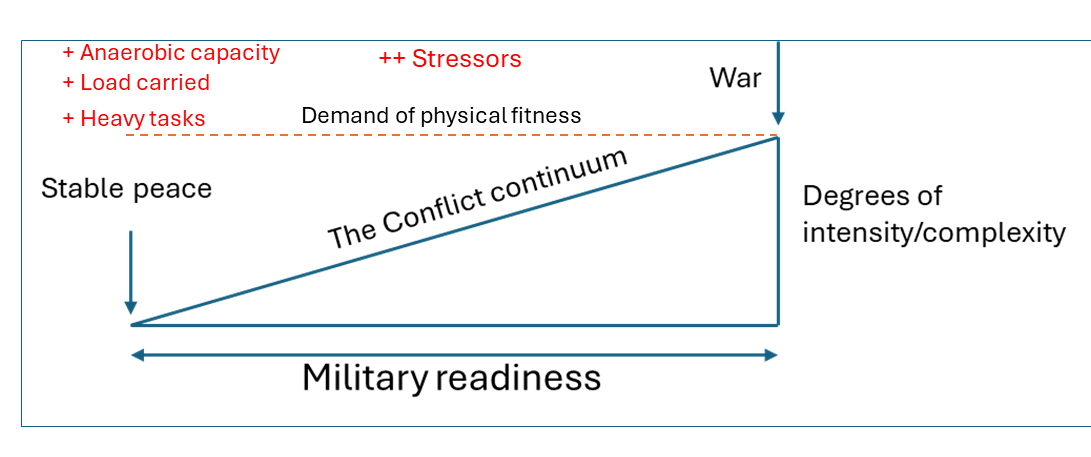 + Anaerobic capacity
++ Stressors
+ Load carried
War
+ Heavy tasks
Demand of physical fitness
The Conflict continuum
Stable peace
Degrees of
intensity/complexity
Military readiness